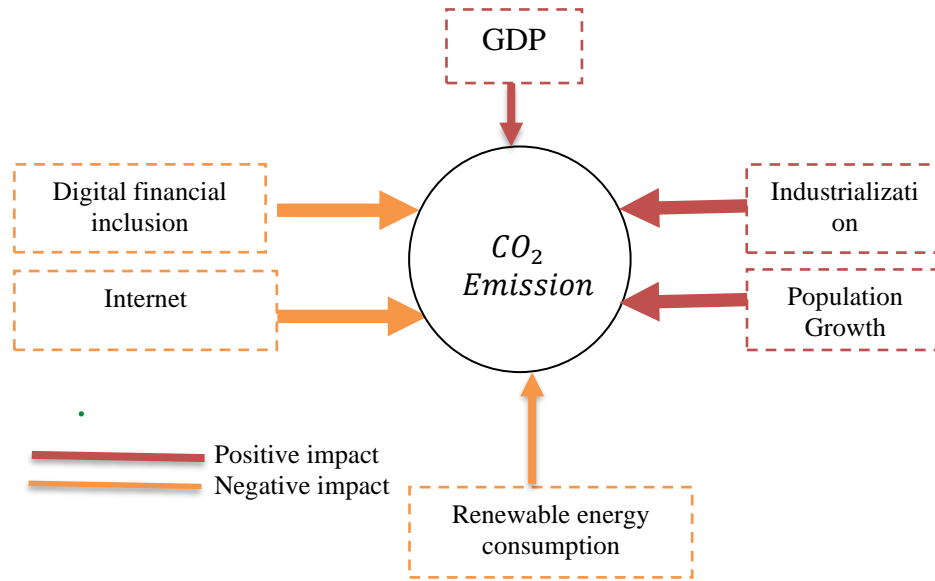 GDP
Digital financial
inclusion
Industrializati
on
CO₂
Emission
Internet
Population
Growth
Positive impact
Negative impact
Renewable energy
consumption